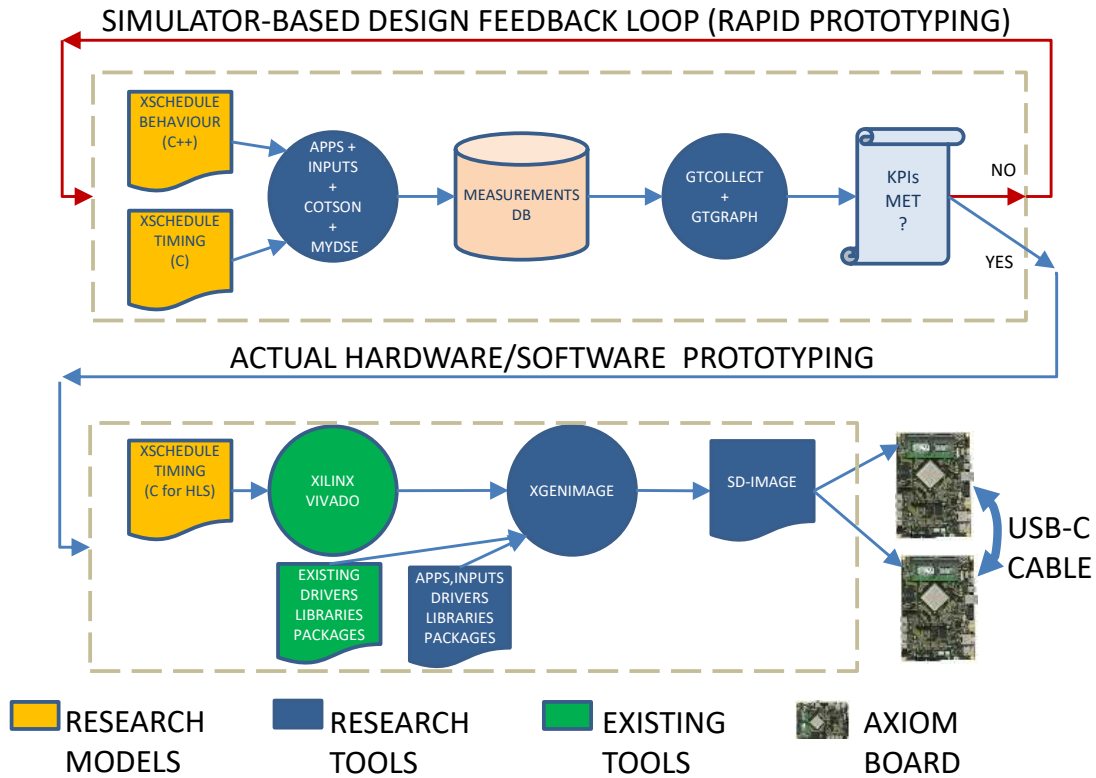 SIMULATOR-BASED DESIGN FEEDBACK LOOP (RAPID PROTOTYPING)
XSCHEDULE
BEHAVIOUR
(C++)
XSCHEDULE
TIMING
(C)
APPS +
INPUTS
+
COTSON
+
MYDSE
MEASUREMENTS
DB
GTCOLLECT
+
GTGRAPH
KPIs
MET
?
NO
YES
ACTUAL HARDWARE/SOFTWARE PROTOTYPING
XSCHEDULE
TIMING
(C for HLS)
XILINX
VIVADO
EXISTING
DRIVERS
LIBRARIES
PACKAGES
APPS,INPUTS
DRIVERS
LIBRARIES
PACKAGES
XGENIMAGE
SD-IMAGE
USB-C
CABLE
RESEARCH
MODELS
RESEARCH
TOOLS
EXISTING
TOOLS
AXIOM
BOARD